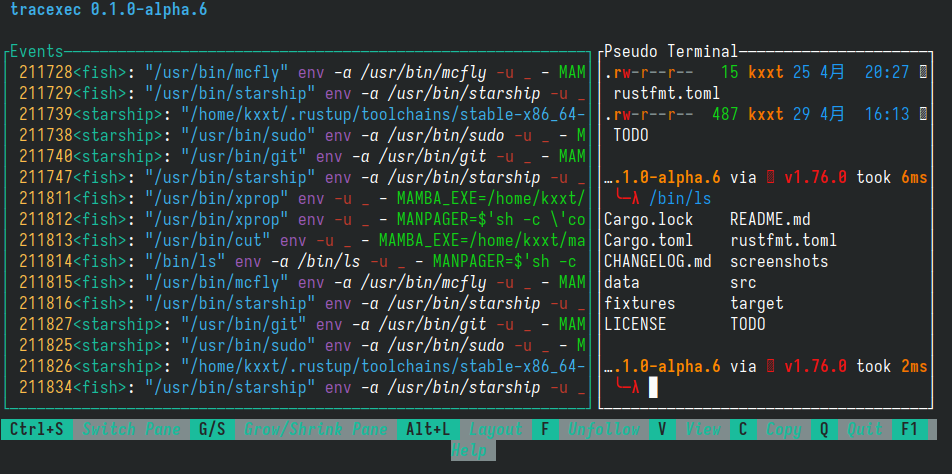 tracexec 0.1.0-alpha.6
Events
211728<fish>: "/usr/bin/mcfly" env -a /usr/bin/mcfly -u _ - MAM
211729<fish>: "/usr/bin/starship" env -a /usr/bin/starship -u _
211739<starship>: "/home/kxxt/.rustup/toolchains/stable-x86_64-
211738<starship>: "/usr/bin/sudo" env -a /usr/bin/sudo -u _ - M
211740<starship>: "/usr/bin/git" env -a /usr/bin/git -u _ - MAM
211747<fish>: "/usr/bin/starship" env -a /usr/bin/starship -u _
211811<fish>: "/usr/bin/xprop" env -u _ - MAMBA_EXE=/home/kxxt/
211812<fish>: "/usr/bin/xprop" env -u _ - MANPAGER=$'sh -c \'co
211813<fish>: "/usr/bin/cut" env -u _ - MAMBA_EXE=/home/kxxt/ma
211814<fish>: "/bin/ls" env -a /bin/ls -u _ - MANPAGER=$'sh -c
211815<fish>: "/usr/bin/mcfly" env -a /usr/bin/mcfly -u _ - MAM
211816<fish>: "/usr/bin/starship" env -a /usr/bin/starship -u _
211827<starship>: "/usr/bin/git" env -a /usr/bin/git -u _ - MAM
211825<starship>: "/usr/bin/sudo" env -a /usr/bin/sudo -u _ - M
211826<starship>: "/home/kxxt/.rustup/toolchains/stable-x86_64-
211834<fish>: "/usr/bin/starship" env -a /usr/bin/starship -u _
Pseudo Terminal
.rw-r--r-- 15 kxxt 25 4月 20:27
rustfmt.toml
.rw-r--r-- 487 kxxt 29 4月 16:13
TODO
….1.0-alpha.6 via v1.76.0 took 6ms
╰─λ /bin/ls
Cargo.lock README.md
Cargo.toml rustfmt.toml
CHANGELOG.md screenshots
data src
fixtures target
LICENSE TODO
….1.0-alpha.6 via v1.76.0 took 2ms
╰─λ
Ctrl+S Switch Pane G/S Grow/Shrink Pane Alt+L Layout F Unfollow V View C Copy Q Quit F1
Help